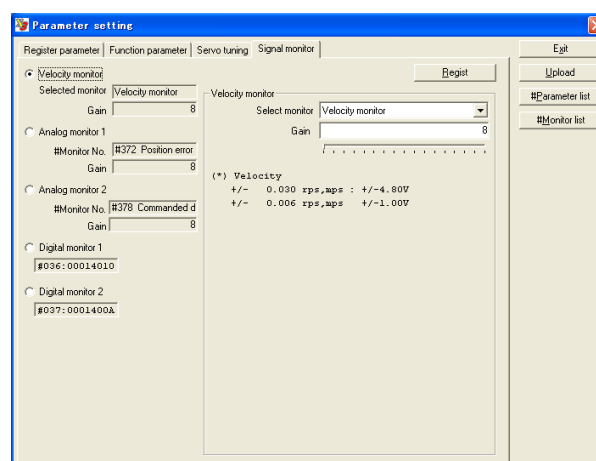 Parameter setting
Register parameter Function parameter Servo tuning Signal monitor
Exit
Upload
#Parameter list
#Monitor list
Velocity monitor
Selected monitor Velocity monitor
Gain 8
Analog monitor 1
#Monitor No. #372 Position error
Gain 8
Analog monitor 2
#Monitor No. #378 Commanded d
Gain 8
Digital monitor 1
#036:00014010
Digital monitor 2
#037:0001400A
Regist
Velocity monitor
Select monitor Velocity monitor
Gain 8
(*) Velocity
+/- 0.030 rps,mps : +/-4.80V
+/- 0.006 rps,mps +/-1.00V